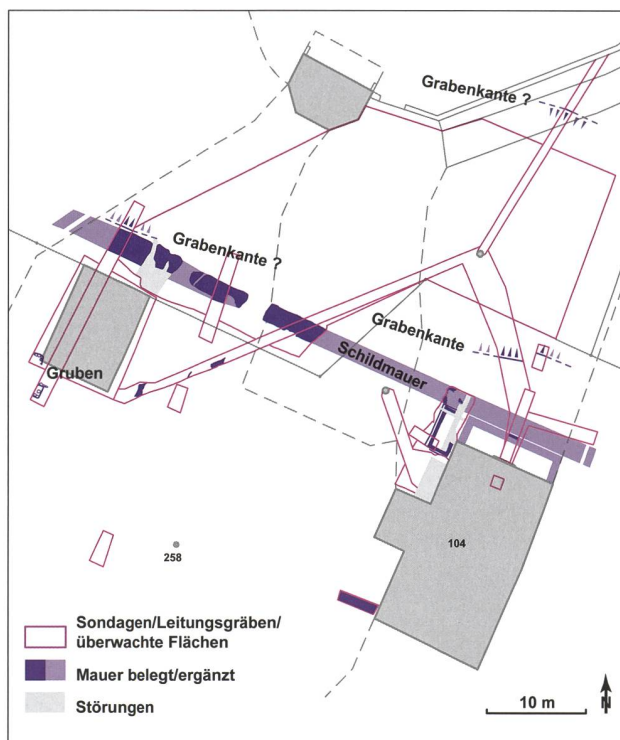 Grabenkante ?
Grabenkante ?
Grabenkante
Schildmauer
Gruben
104
258
Sondagen/Leitungsgräben/
überwachte Flächen
Mauer belegt/ergänzt
Störungen
10 m
N